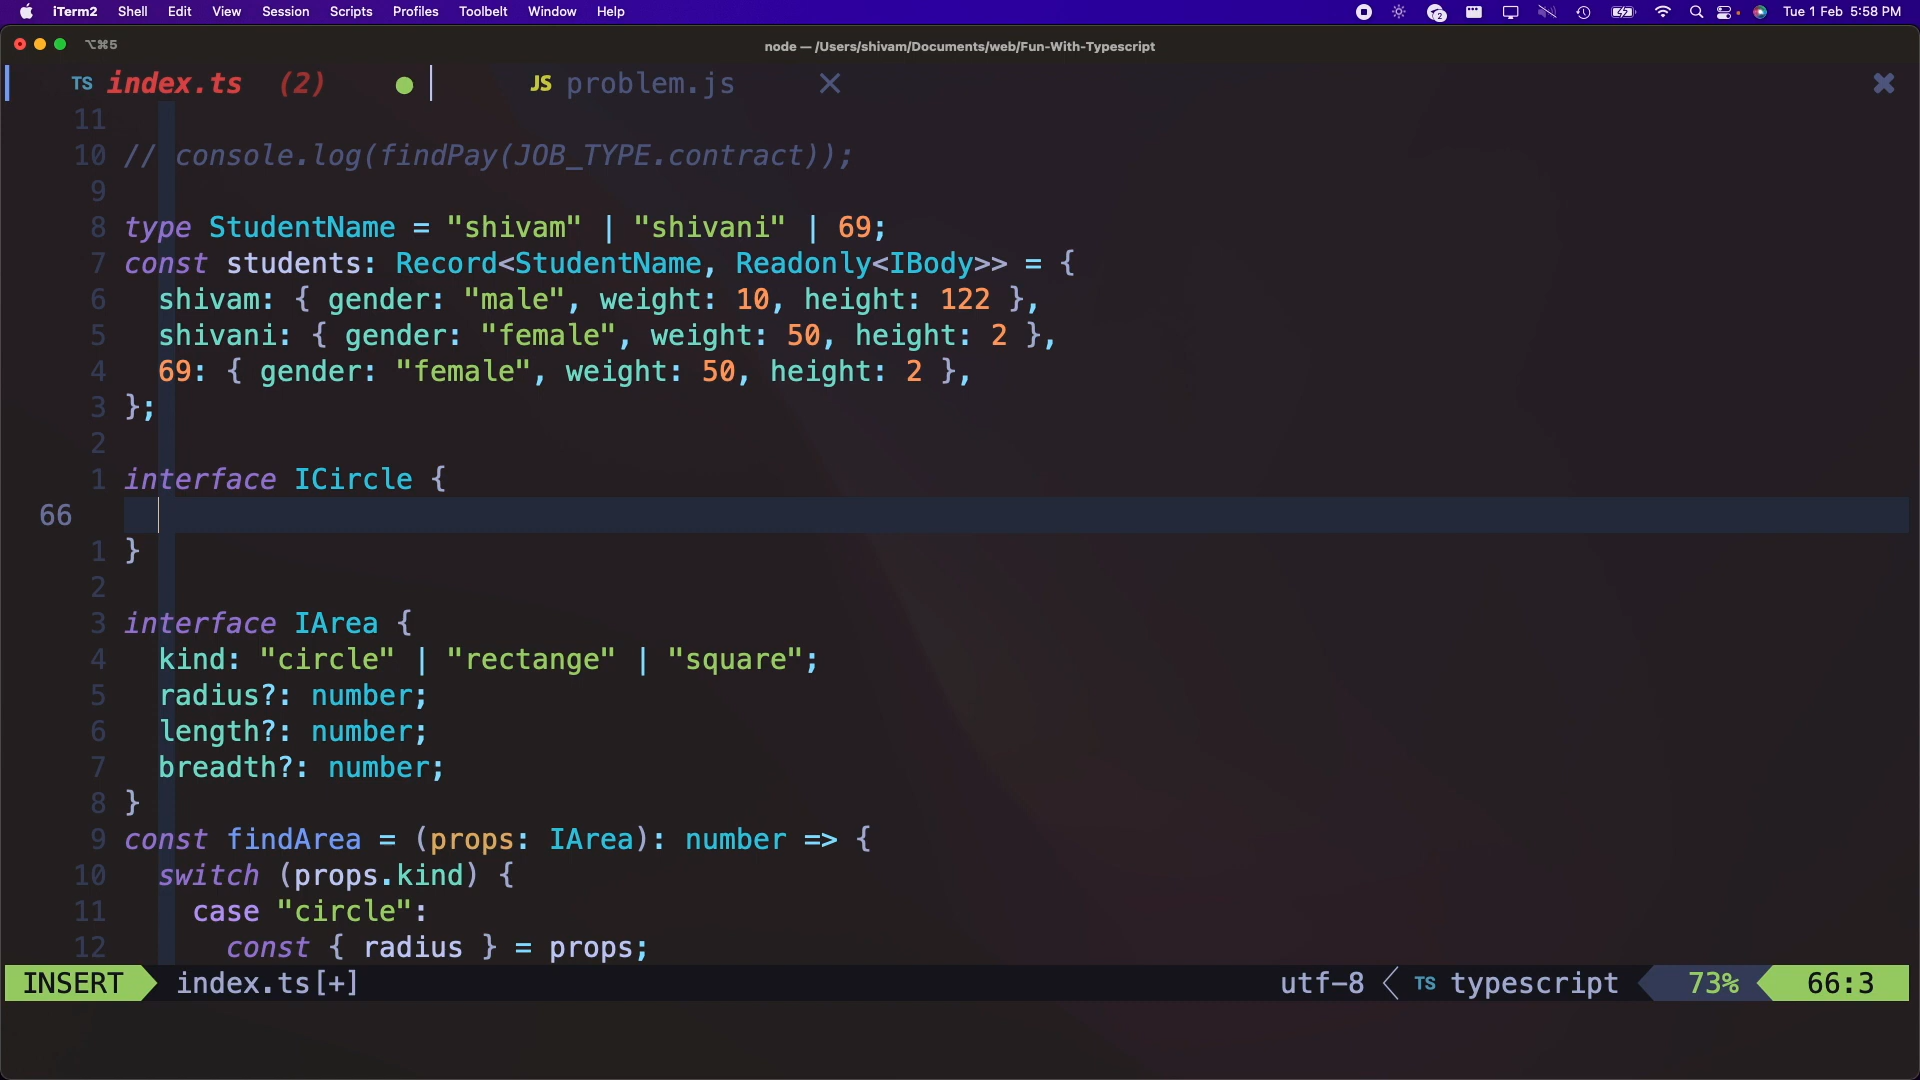 iTerm2 Shell Edit View Session Scripts Profiles Toolbelt Window Help 2 Tue 1 Feb 5:58 PM
⌥⌘5 node — /Users/shivam/Documents/web/Fun-With-Typescript
TS index.ts (2) JS problem.js
11
10 // console.log(findPay(JOB_TYPE.contract));
9
8 type StudentName = "shivam" | "shivani" | 69;
7 const students: Record<StudentName, Readonly<IBody>> = {
6 shivam: { gender: "male", weight: 10, height: 122 },
5 shivani: { gender: "female", weight: 50, height: 2 },
4 69: { gender: "female", weight: 50, height: 2 },
3 };
2
1 interface ICircle {
66
1 }
2
3 interface IArea {
4 kind: "circle" | "rectange" | "square";
5 radius?: number;
6 length?: number;
7 breadth?: number;
8 }
9 const findArea = (props: IArea): number => {
10 switch (props.kind) {
11 case "circle":
12 const { radius } = props;
INSERT index.ts[+] utf-8 TS typescript 73% 66:3